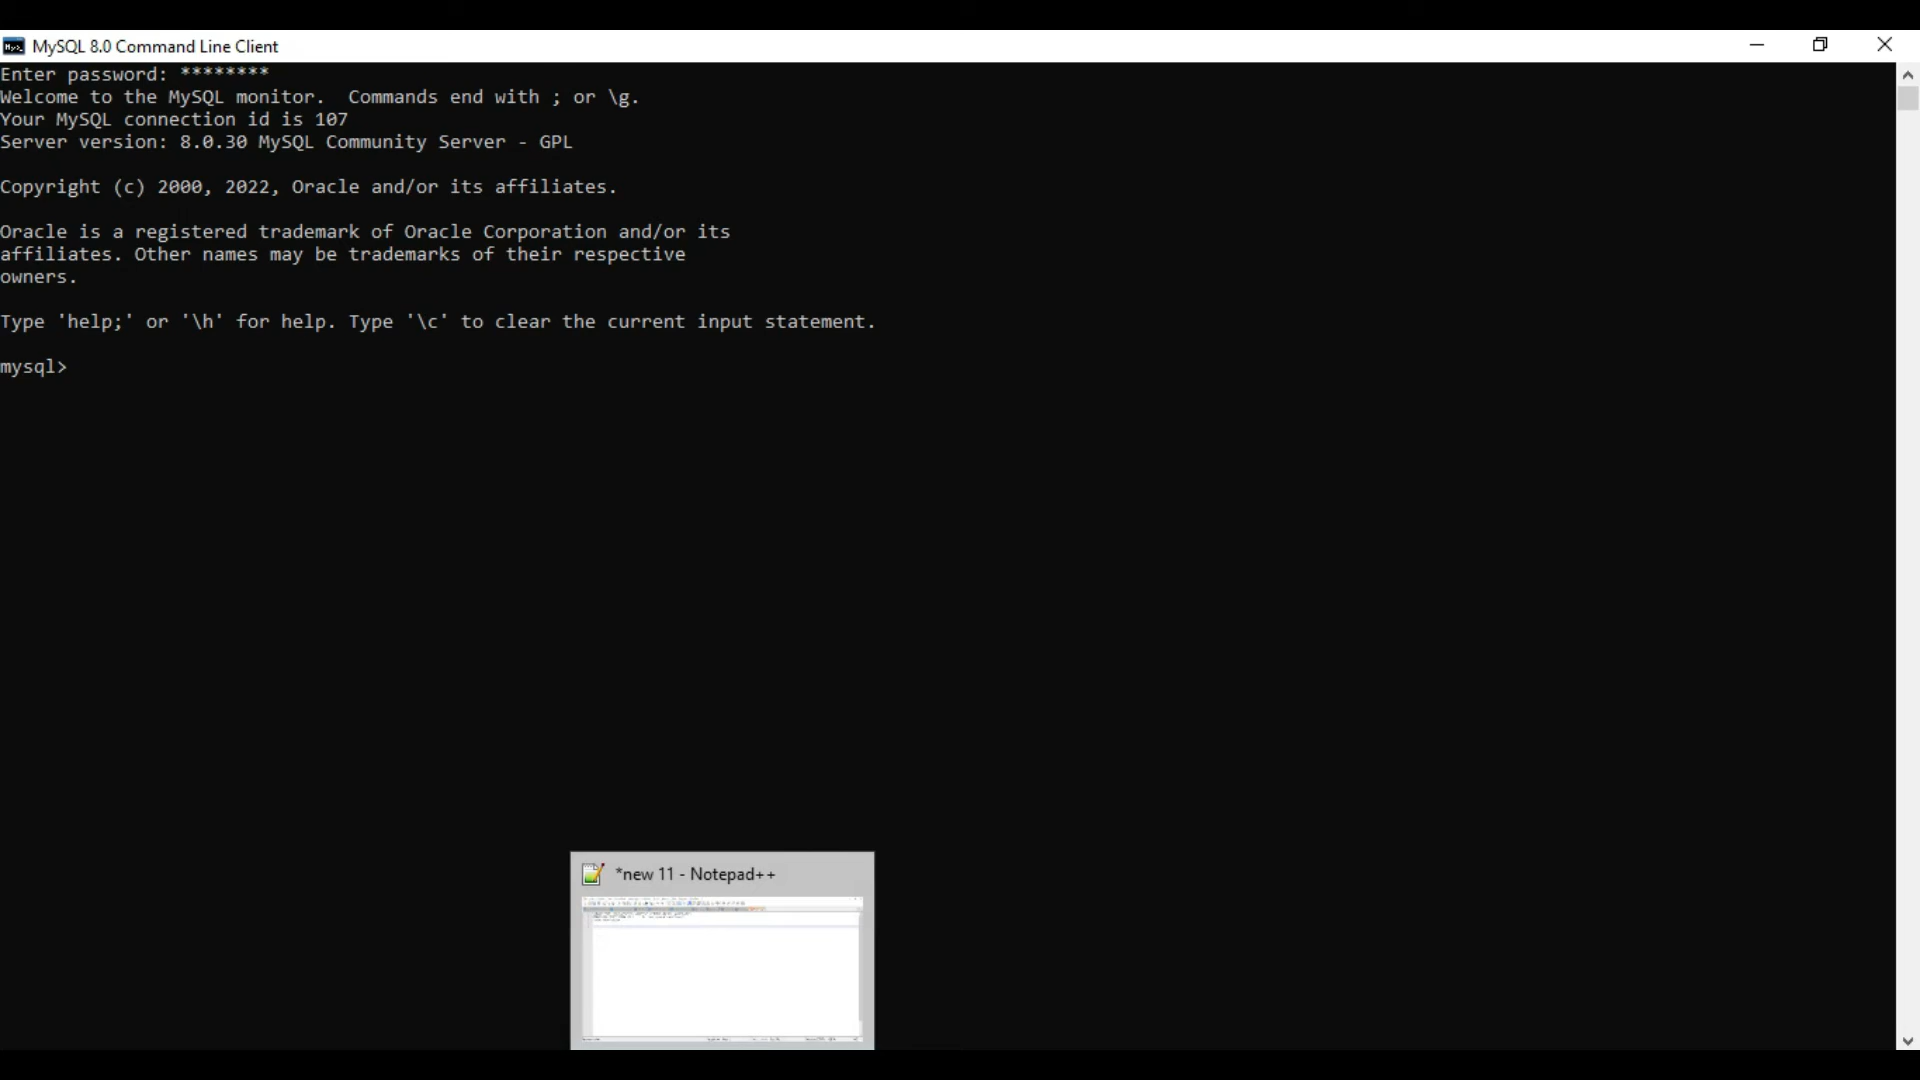 MySQL 8.0 Command Line Client
Enter password: ********
Welcome to the MySQL monitor.  Commands end with ; or \g.
Your MySQL connection id is 107
Server version: 8.0.30 MySQL Community Server - GPL
Copyright (c) 2000, 2022, Oracle and/or its affiliates.
Oracle is a registered trademark of Oracle Corporation and/or its
affiliates. Other names may be trademarks of their respective
owners.
Type 'help;' or '\h' for help. Type '\c' to clear the current input statement.
mysql>
*new 11 - Notepad++